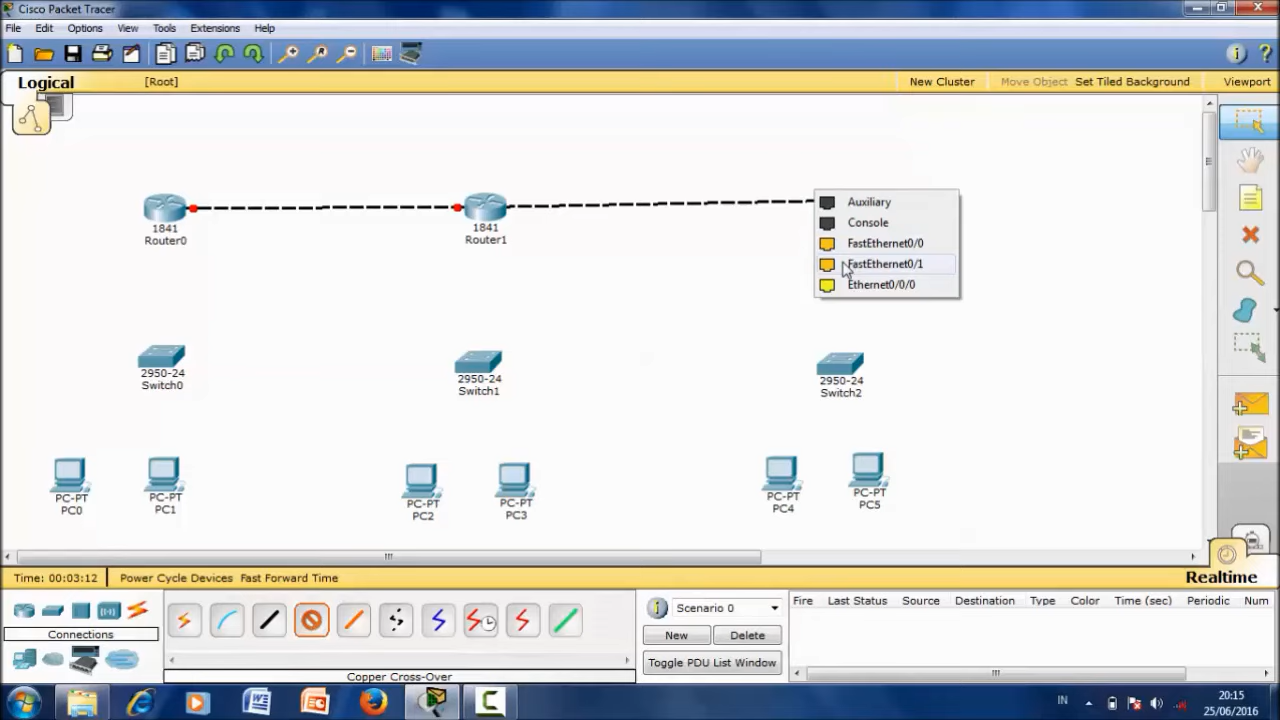 Cisco Packet Tracer
File Edit Options View Tools Extensions Help
Logical [Root] New Cluster Move Object Set Tiled Background Viewport
1841
Router0
1841
Router1
Auxiliary
Console
FastEthernet0/0
FastEthernet0/1
Ethernet0/0/0
2950-24
Switch0
2950-24
Switch1
2950-24
Switch2
PC-PT
PC0
PC-PT
PC1
PC-PT
PC2
PC-PT
PC3
PC-PT
PC4
PC-PT
PC5
Time: 00:03:12 Power Cycle Devices Fast Forward Time Realtime
Connections
Copper Cross-Over
Scenario 0
New Delete
Toggle PDU List Window
Fire Last Status Source Destination Type Color Time (sec) Periodic Num
IN
20:15
25/06/2016